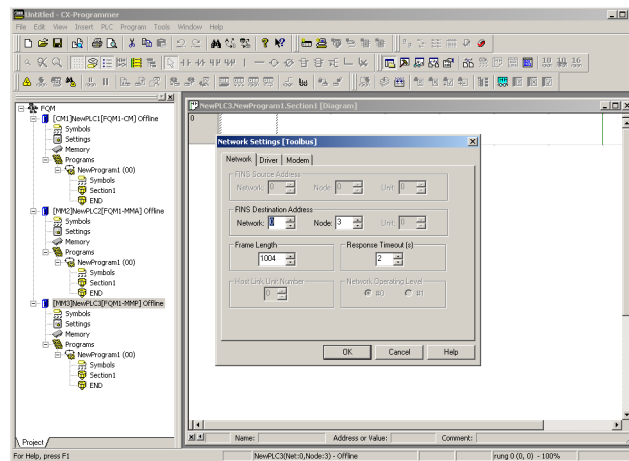 Untitled - CX-Programmer
File Edit View Insert PLC Program Tools Window Help
FQM
[CM1]NewPLC1[FQM1-CM] Offline
Symbols
Settings
Memory
Programs
NewProgram1 (00)
Symbols
Section1
END
[MM2]NewPLC2[FQM1-MMA] Offline
Symbols
Settings
Memory
Programs
NewProgram1 (00)
Symbols
Section1
END
[MM3]NewPLC3[FQM1-MMP] Offline
Symbols
Settings
Memory
Programs
NewProgram1 (00)
Symbols
Section1
END
Project
NewPLC3.NewProgram1.Section1 [Diagram]
0
Network Settings [Toolbus]
Network Driver Modem
FINS Source Address
Network: 0 Node: 0 Unit: 0
FINS Destination Address
Network: 0 Node: 3 Unit: 0
Frame Length Response Timeout (s)
1004 2
Host Link Unit Number Network Operating Level
0 #0 #1
OK Cancel Help
Name: Address or Value: Comment:
For Help, press F1 NewPLC3(Net:0,Node:3) - Offline rung 0 (0, 0) - 100%